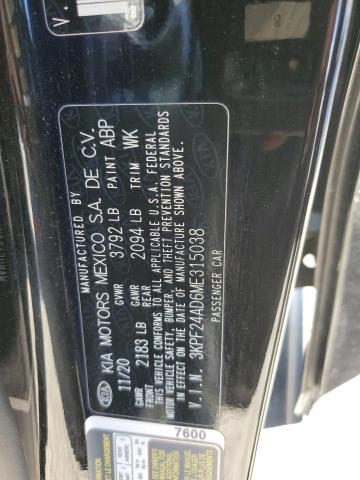 V.
MANUFACTURED BY
KIA KIA MOTORS MEXICO S.A. DE C.V.
11/20 GVWR 3792 LB PAINT ABP
GAWR FRONT 2183 LB GAWR REAR 2094 LB TRIM WK
THIS VEHICLE CONFORMS TO ALL APPLICABLE U.S.A. FEDERAL
MOTOR VEHICLE SAFETY, BUMPER, AND THEFT PREVENTION STANDARDS
IN EFFECT ON THE DATE OF MANUFACTURE SHOWN ABOVE.
V.I.N. 3KPF24AD6ME315038
PASSENGER CAR
7600